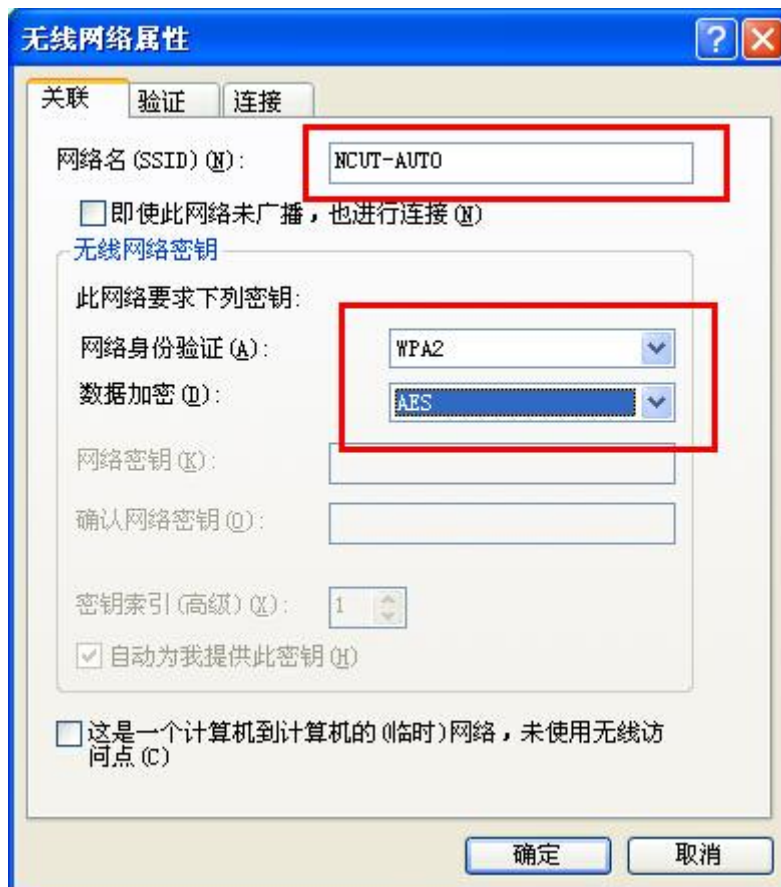 无线网络属性
关联 验证 连接
网络名(SSID)(N): NCUT-AUTO
即使此网络未广播，也进行连接(N)
无线网络密钥
此网络要求下列密钥:
网络身份验证(A): WPA2
数据加密(D): AES
网络密钥(K):
确认网络密钥(O):
密钥索引(高级)(X): 1
自动为我提供此密钥(H)
这是一个计算机到计算机的(临时)网络，未使用无线访
问点(C)
确定 取消